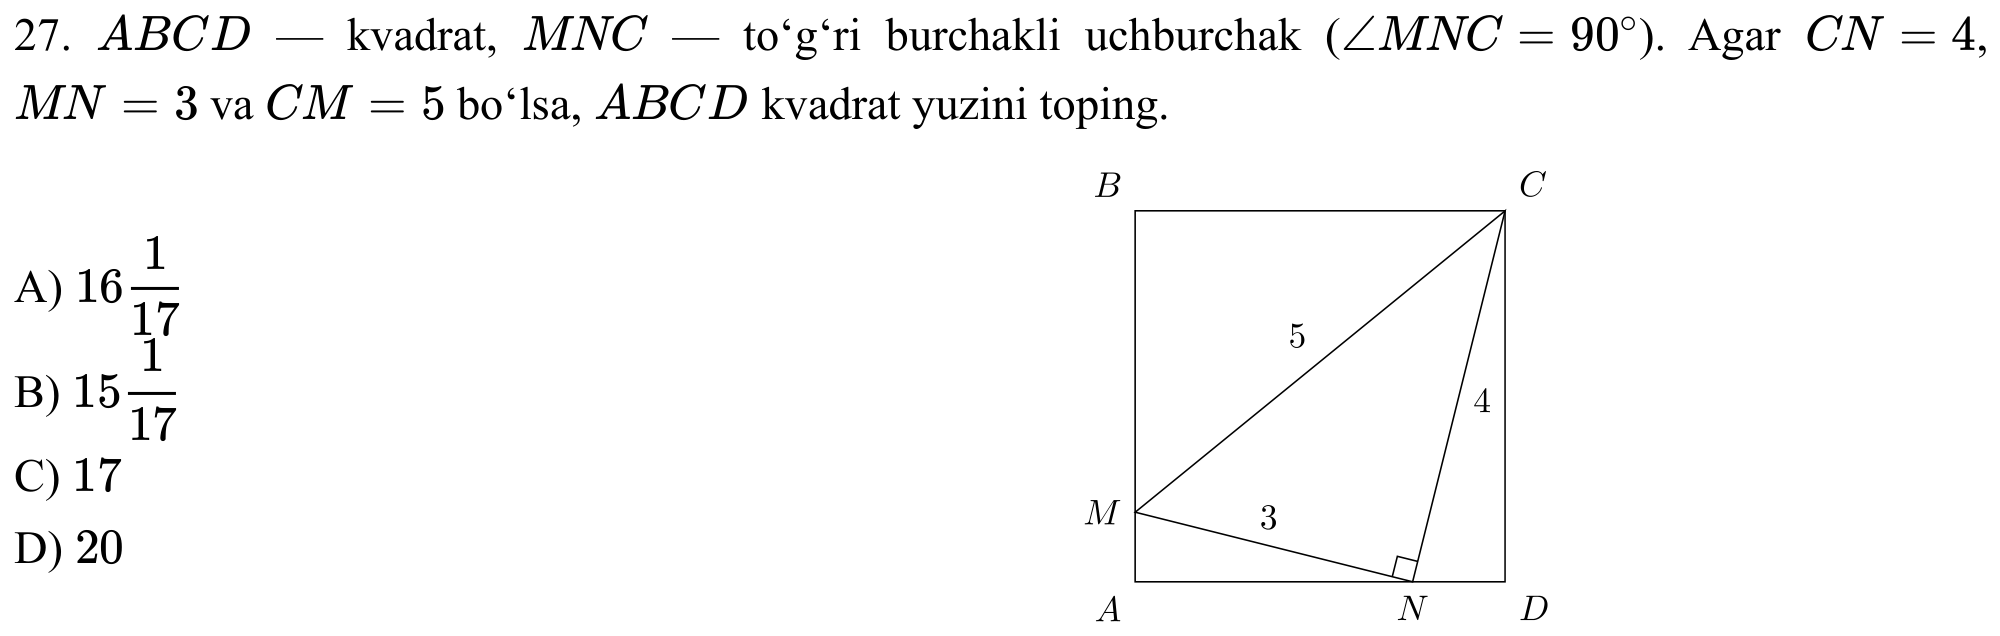 27. ABCD — kvadrat, MNC — to‘g‘ri burchakli uchburchak (∠MNC = 90°). Agar CN = 4,
MN = 3 va CM = 5 bo‘lsa, ABCD kvadrat yuzini toping.
A) 16 1/17
B) 15 1/17
C) 17
D) 20
B C
5
4
M 3
A N D